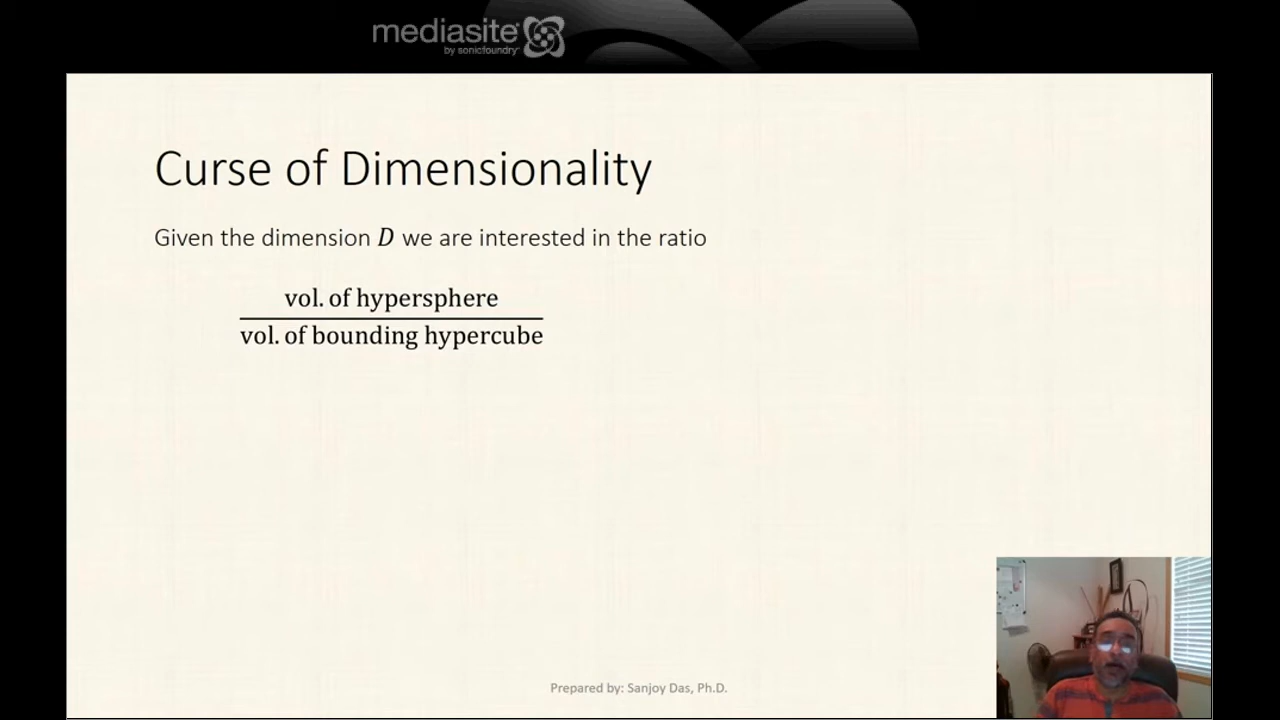 mediasite
by sonicfoundry
Curse of Dimensionality
Given the dimension D we are interested in the ratio
vol. of hypersphere
vol. of bounding hypercube
Prepared by: Sanjoy Das, Ph.D.